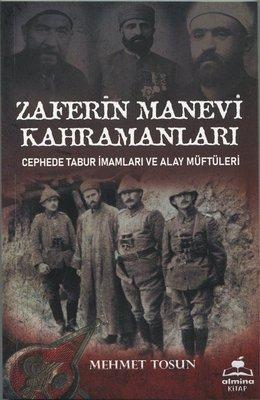 ZAFERİN MANEVİ
KAHRAMANLARI
CEPHEDE TABUR İMAMLARI VE ALAY MÜFTÜLERİ
MEHMET TOSUN
almina
KİTAP